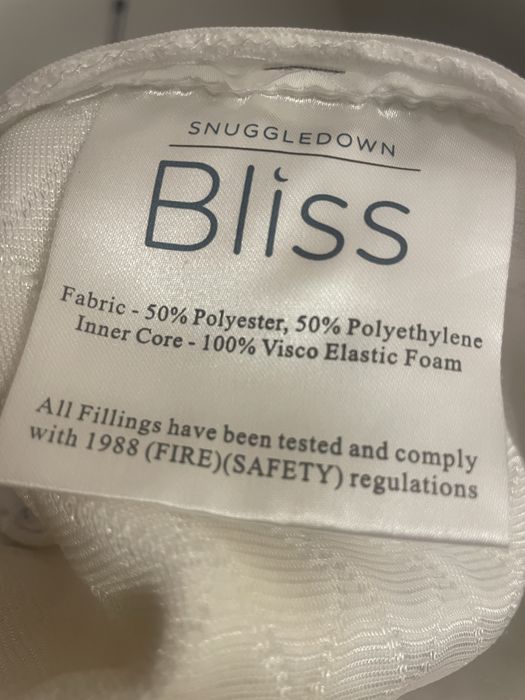 SNUGGLEDOWN
Bliss
Fabric - 50% Polyester, 50% Polyethylene
Inner Core - 100% Visco Elastic Foam
All Fillings have been tested and comply
with 1988 (FIRE)(SAFETY) regulations